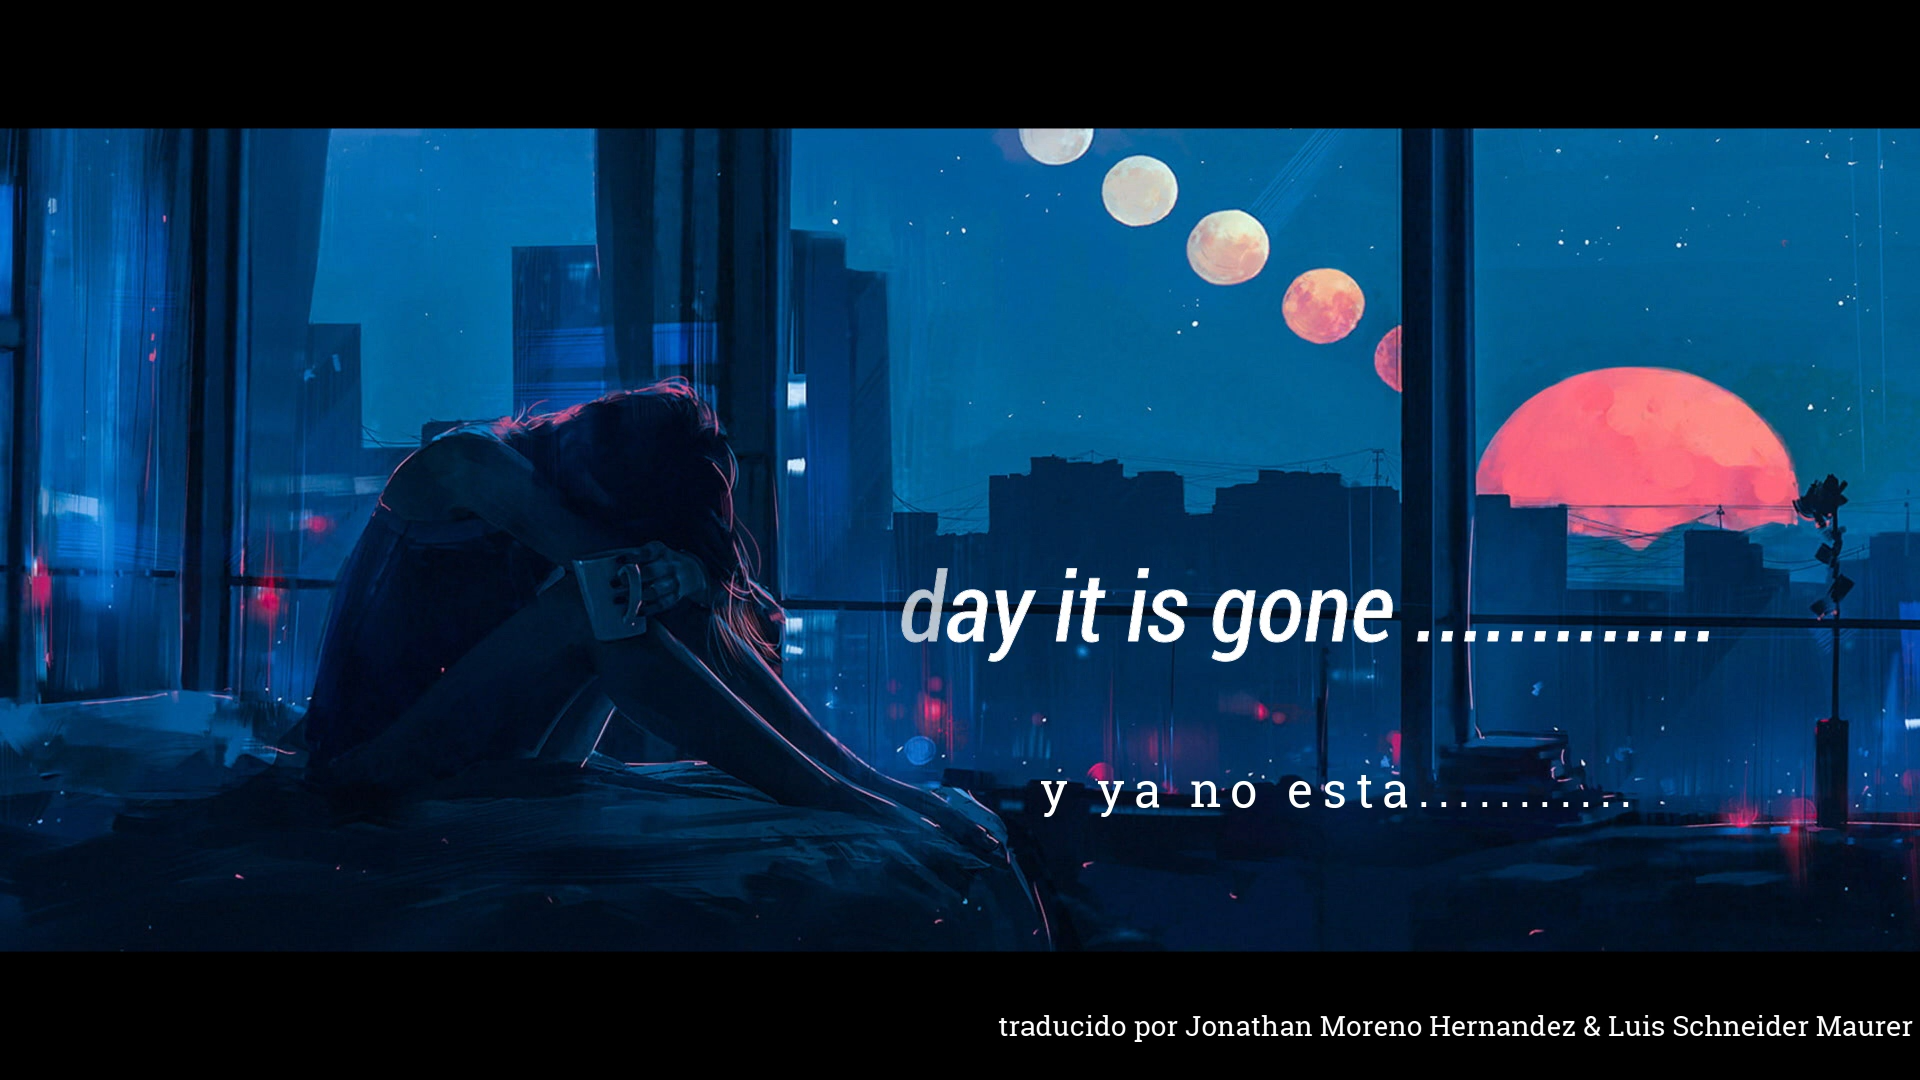 day it is gone .............
y ya no esta...........
traducido por Jonathan Moreno Hernandez & Luis Schneider Maurer